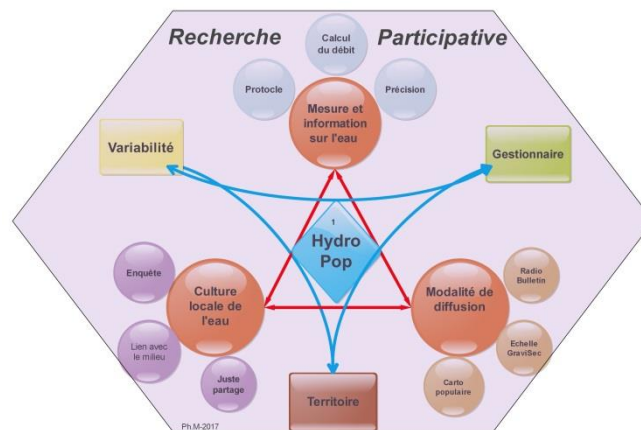 Recherche
Participative
Calcul
du débit
Protocle
Précision
Mesure et
information
sur l'eau
Variabilité
Gestionnaire
1
Hydro
Pop
Enquête
Culture
locale de
l'eau
Lien avec
le milieu
Juste
partage
Modalité de
diffusion
Radio
Bulletin
Echelle
GraviSec
Carto
populaire
Territoire
Ph.M-2017